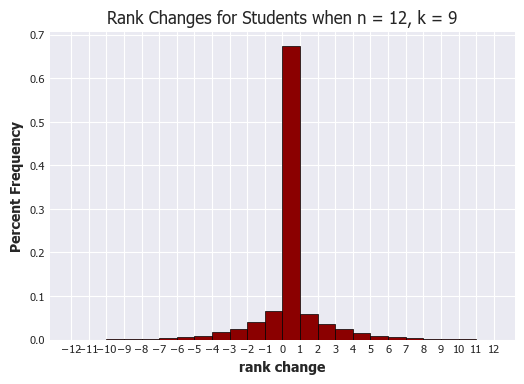 Rank Changes for Students when n = 12, k = 9
Percent Frequency
0.7
0.6
0.5
0.4
0.3
0.2
0.1
0.0
−12 −11 −10 −9 −8 −7 −6 −5 −4 −3 −2 −1 0 1 2 3 4 5 6 7 8 9 10 11 12
rank change